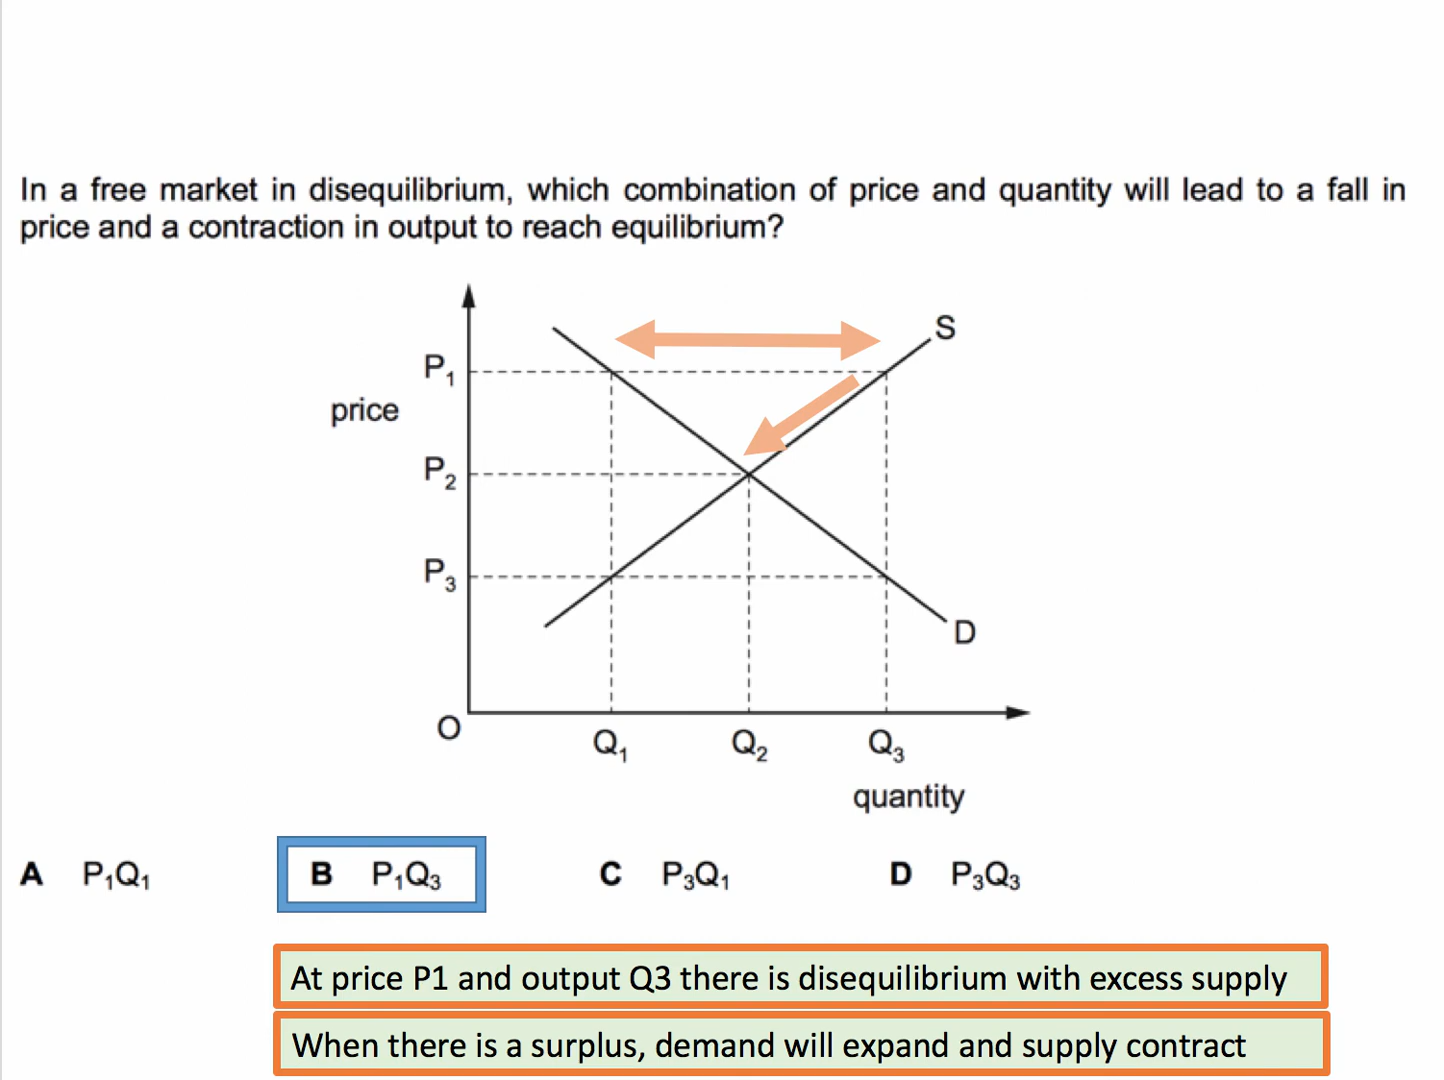 In a free market in disequilibrium, which combination of price and quantity will lead to a fall in
price and a contraction in output to reach equilibrium?
S
P₁
price
P₂
P₃
D
O
Q₁ Q₂ Q₃
quantity
A P₁Q₁ B P₁Q₃ C P₃Q₁ D P₃Q₃
At price P1 and output Q3 there is disequilibrium with excess supply
When there is a surplus, demand will expand and supply contract